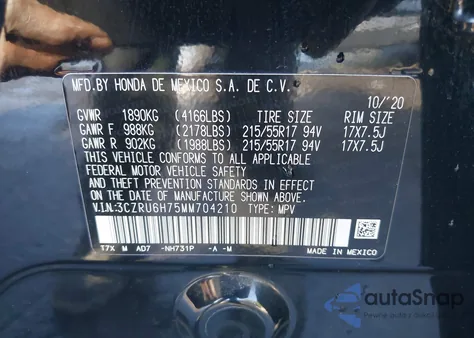 MFD.BY HONDA DE MEXICO S.A. DE C.V.
10/'20
GVWR 1890KG (4166LBS) TIRE SIZE RIM SIZE
GAWR F 988KG (2178LBS) 215/55R17 94V 17X7.5J
GAWR R 902KG (1988LBS) 215/55R17 94V 17X7.5J
THIS VEHICLE CONFORMS TO ALL APPLICABLE
FEDERAL MOTOR VEHICLE SAFETY
AND THEFT PREVENTION STANDARDS IN EFFECT
ON THE DATE OF MANUFACTURE SHOWN ABOVE.
V.I.N:3CZRU6H75MM704210 TYPE: MPV
T7X M AD7 -NH731P -A -M
MADE IN MEXICO
autoSnap